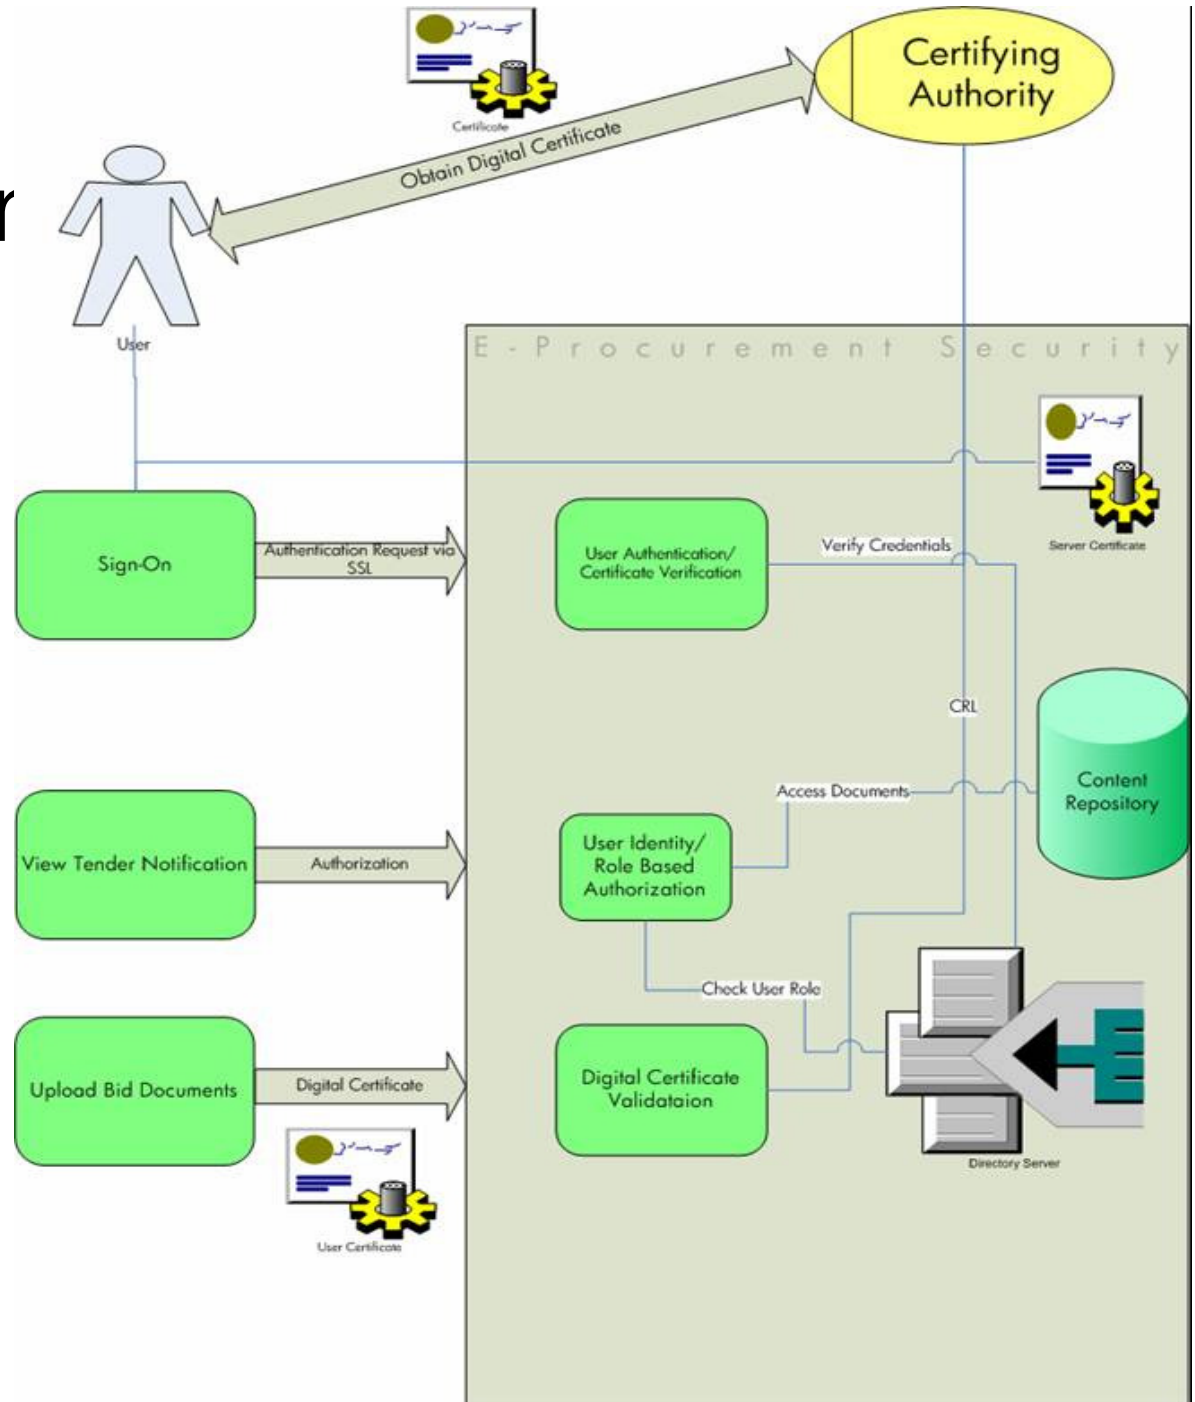 Certifying
Authority
Certificate
Obtain Digital Certificate
r
User
E-Procurement Security
Server Certificate
Sign-On
Authentication Request via
SSL
User Authentication/
Certificate Verification
Verify Credentials
CRL
Content
Repository
Access Documents
View Tender Notification
Authorization
User Identity/
Role Based
Authorization
Check User Role
Upload Bid Documents
Digital Certificate
Digital Certificate
Validataion
Directory Server
User Certificate